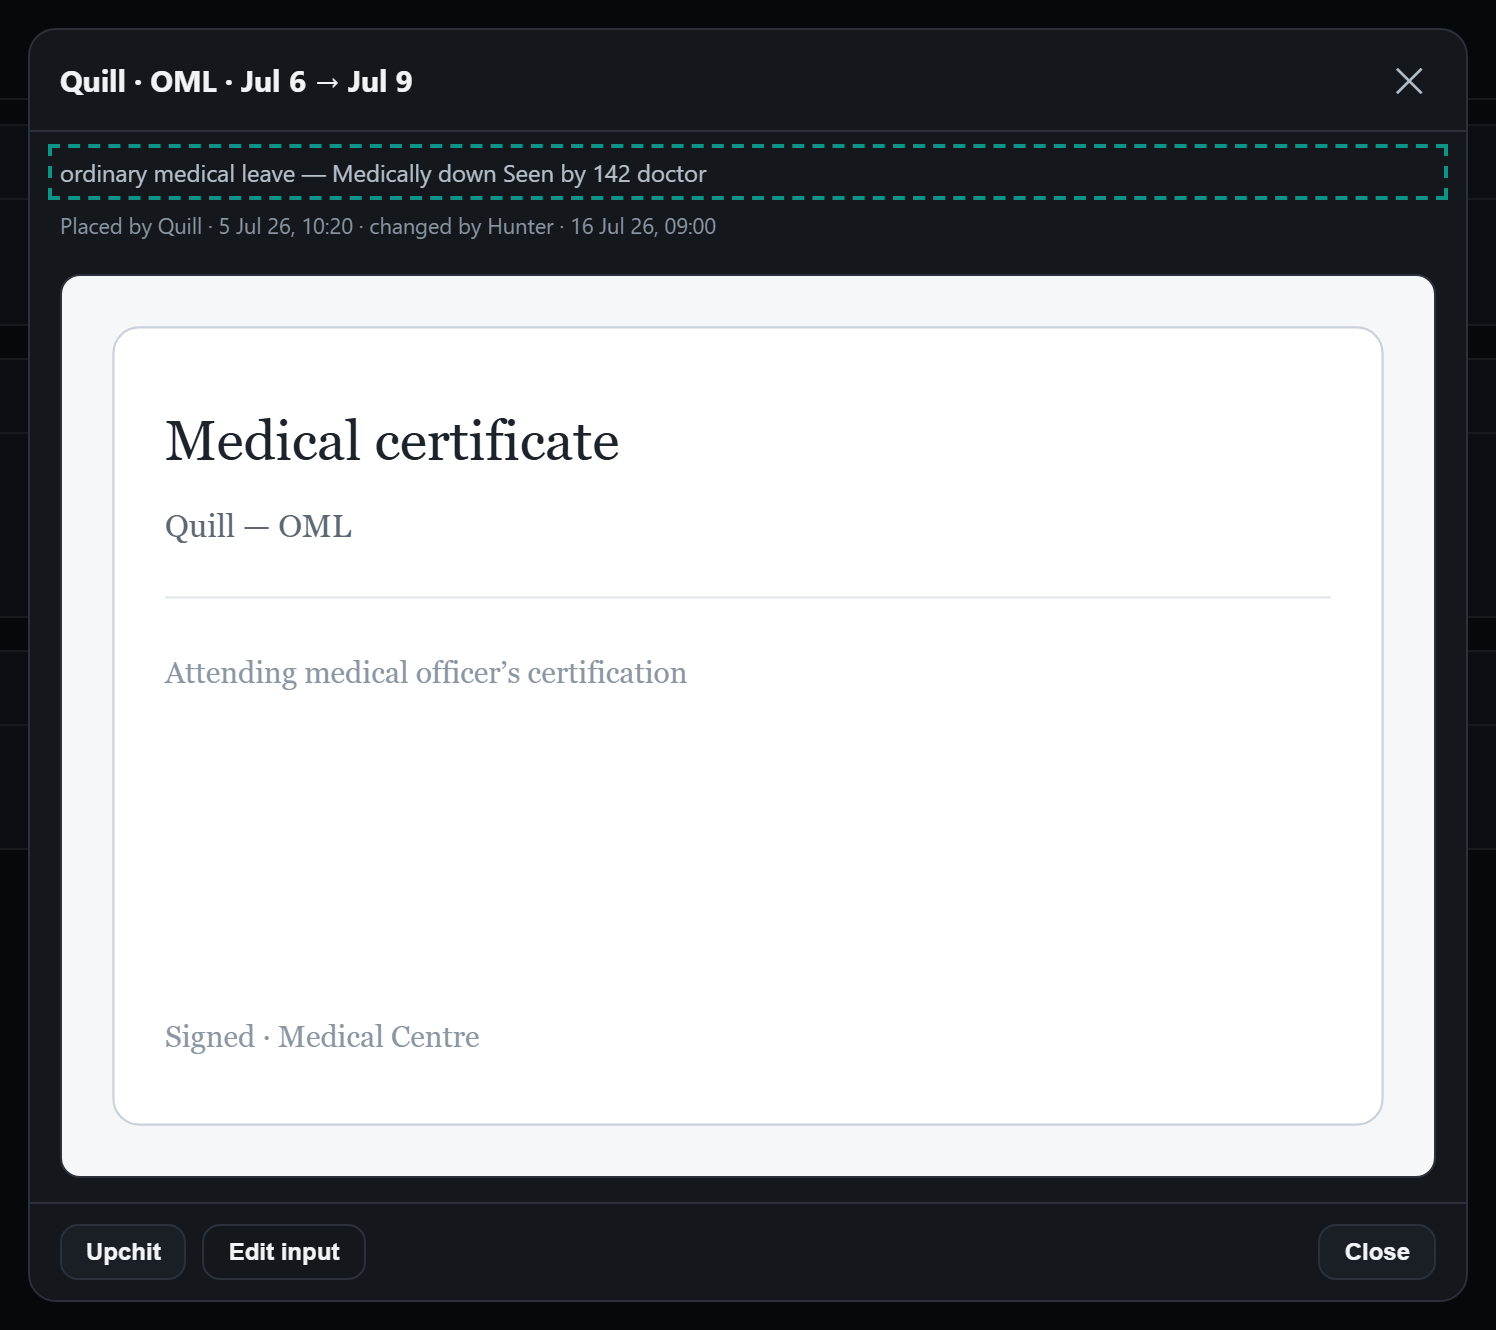 Quill · OML · Jul 6 → Jul 9
ordinary medical leave — Medically down Seen by 142 doctor
Placed by Quill · 5 Jul 26, 10:20 · changed by Hunter · 16 Jul 26, 09:00
Medical certificate
Quill — OML
Attending medical officer’s certification
Signed · Medical Centre
Upchit
Edit input
Close